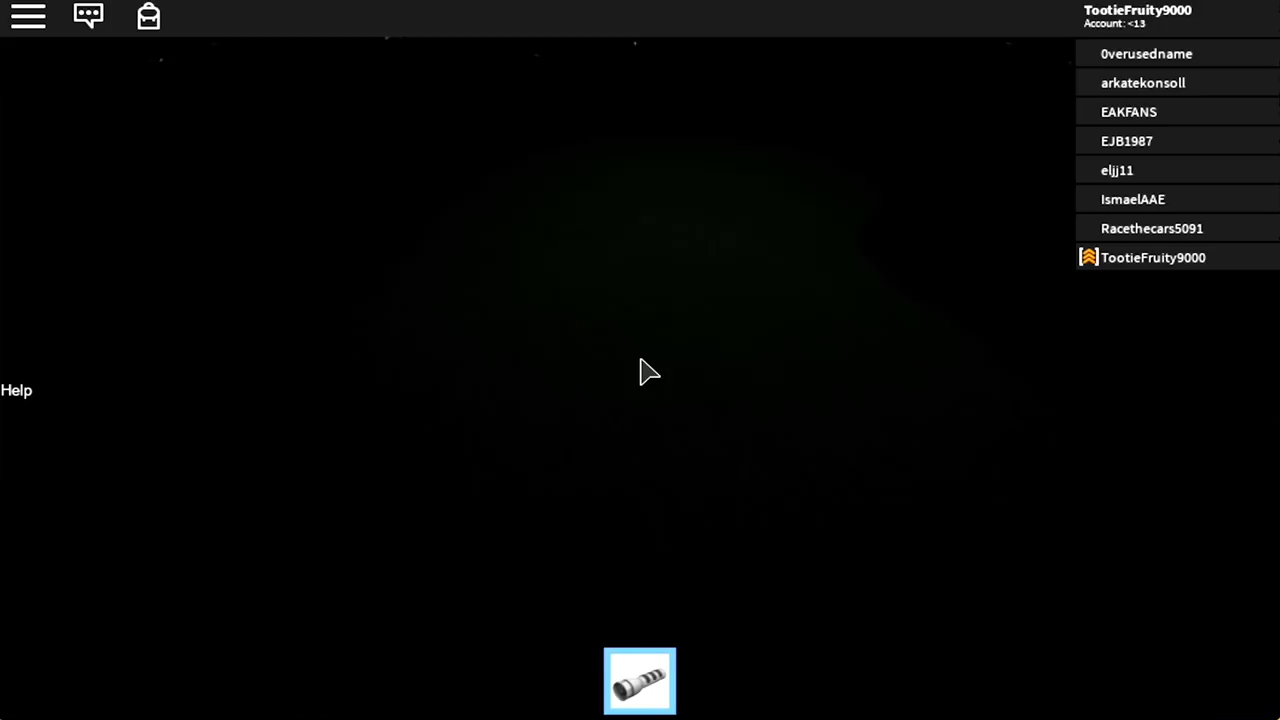 TootieFruity9000
Account: <13
0verusedname
arkatekonsoll
EAKFANS
EJB1987
eljj11
IsmaelAAE
Racethecars5091
TootieFruity9000
Help